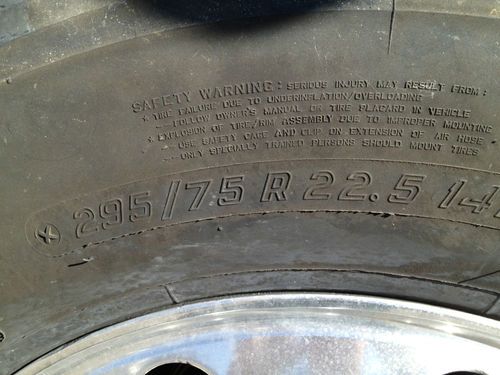 SAFETY WARNING: SERIOUS INJURY MAY RESULT FROM:
* TIRE FAILURE DUE TO UNDERINFLATION/OVERLOADING
-- FOLLOW OWNER'S MANUAL OR TIRE PLACARD IN VEHICLE
* EXPLOSION OF TIRE/RIM ASSEMBLY DUE TO IMPROPER MOUNTING
-- USE SAFETY CAGE AND CLIP ON EXTENSION OF AIR HOSE
-- ONLY SPECIALLY TRAINED PERSONS SHOULD MOUNT TIRES
295/75 R 22.5 14